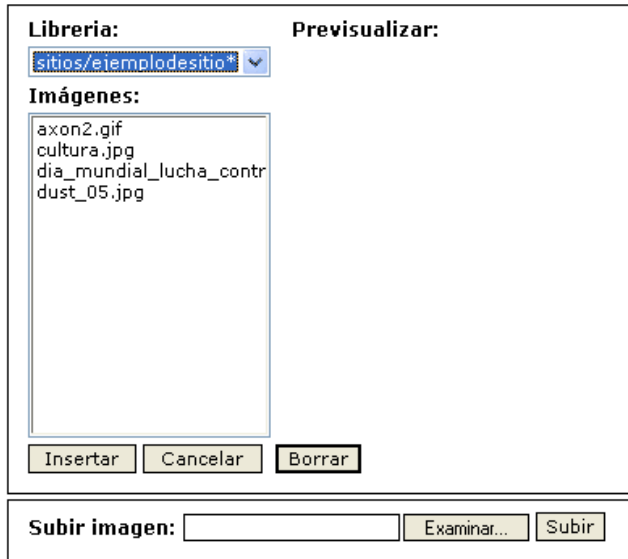 Libreria:
Previsualizar:
sitios/ejemplodesitio*
Imágenes:
axon2.gif
cultura.jpg
dia_mundial_lucha_contr
dust_05.jpg
Insertar
Cancelar
Borrar
Subir imagen:
Examinar...
Subir